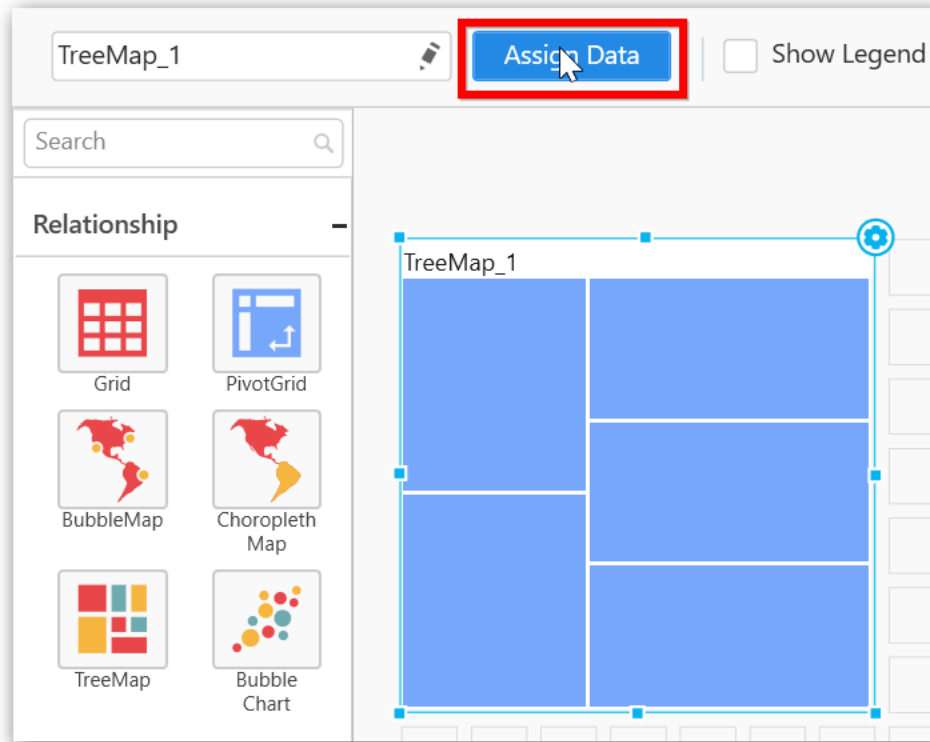 TreeMap_1
Assign Data
Show Legend
Search
Relationship
TreeMap_1
Grid
PivotGrid
BubbleMap
Choropleth
Map
TreeMap
Bubble
Chart